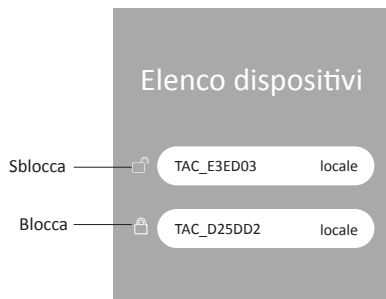 Elenco dispositivi
Sblocca TAC_E3ED03 locale
Blocca TAC_D25DD2 locale